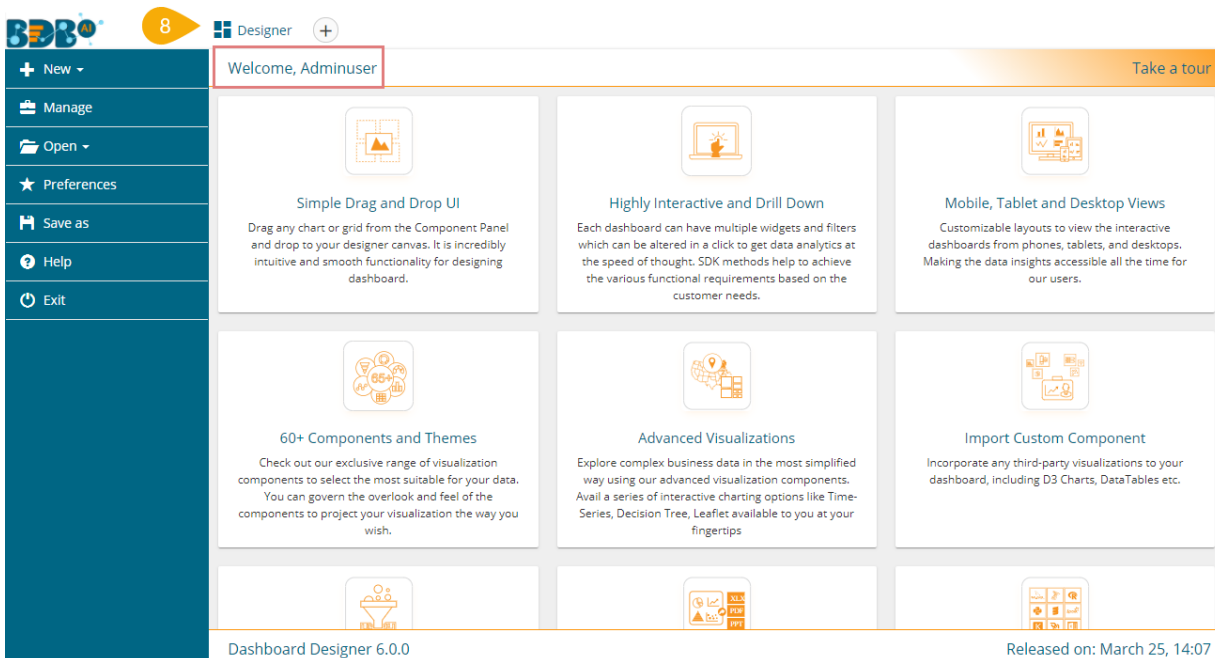 BDB AI
8
Designer
+
New
Welcome, Adminuser
Take a tour
Manage
Open
Preferences
Save as
Help
Exit
Simple Drag and Drop UI
Drag any chart or grid from the Component Panel
and drop to your designer canvas. It is incredibly
intuitive and smooth functionality for designing
dashboard.
Highly Interactive and Drill Down
Each dashboard can have multiple widgets and filters
which can be altered in a click to get data analytics at
the speed of thought. SDK methods help to achieve
the various functional requirements based on the
customer needs.
Mobile, Tablet and Desktop Views
Customizable layouts to view the interactive
dashboards from phones, tablets, and desktops.
Making the data insights accessible all the time for
our users.
65+
60+ Components and Themes
Check out our exclusive range of visualization
components to select the most suitable for your data.
You can govern the overlook and feel of the
components to project your visualization the way you
wish.
Advanced Visualizations
Explore complex business data in the most simplified
way using our advanced visualization components.
Avail a series of interactive charting options like Time-
Series, Decision Tree, Leaflet available to you at your
fingertips
Import Custom Component
Incorporate any third-party visualizations to your
dashboard, including D3 Charts, DataTables etc.
XLS
PDF
PPT
Dashboard Designer 6.0.0
Released on: March 25, 14:07